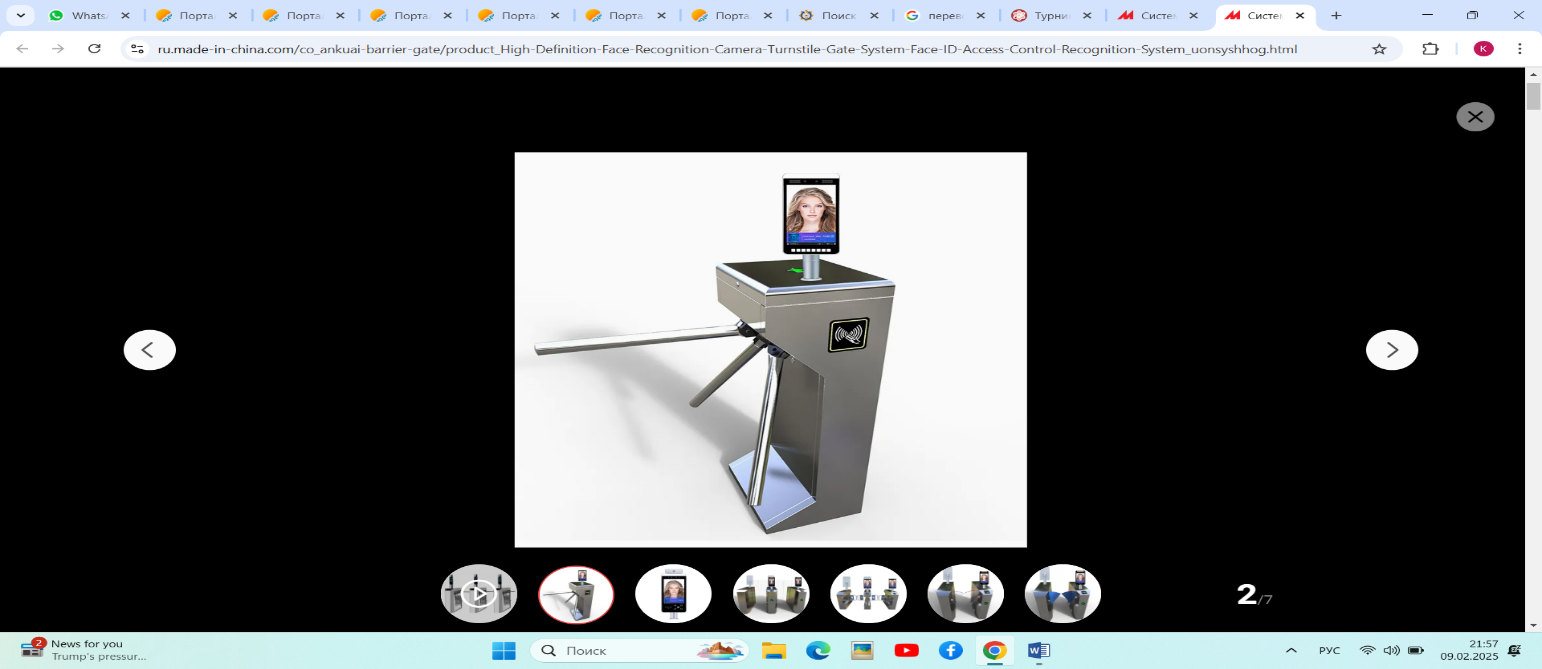 Whats
Порта
Порта
Порта
Порта
Порта
Порта
Поиск
перев
Турни
Систем
Систем
ru.made-in-china.com/co_ankuai-barrier-gate/product_High-Definition-Face-Recognition-Camera-Turnstile-Gate-System-Face-ID-Access-Control-Recognition-System_uonsyshhog.html
K
2/7
2
News for you
Trump's pressur...
Поиск
РУС
21:57
09.02.2025